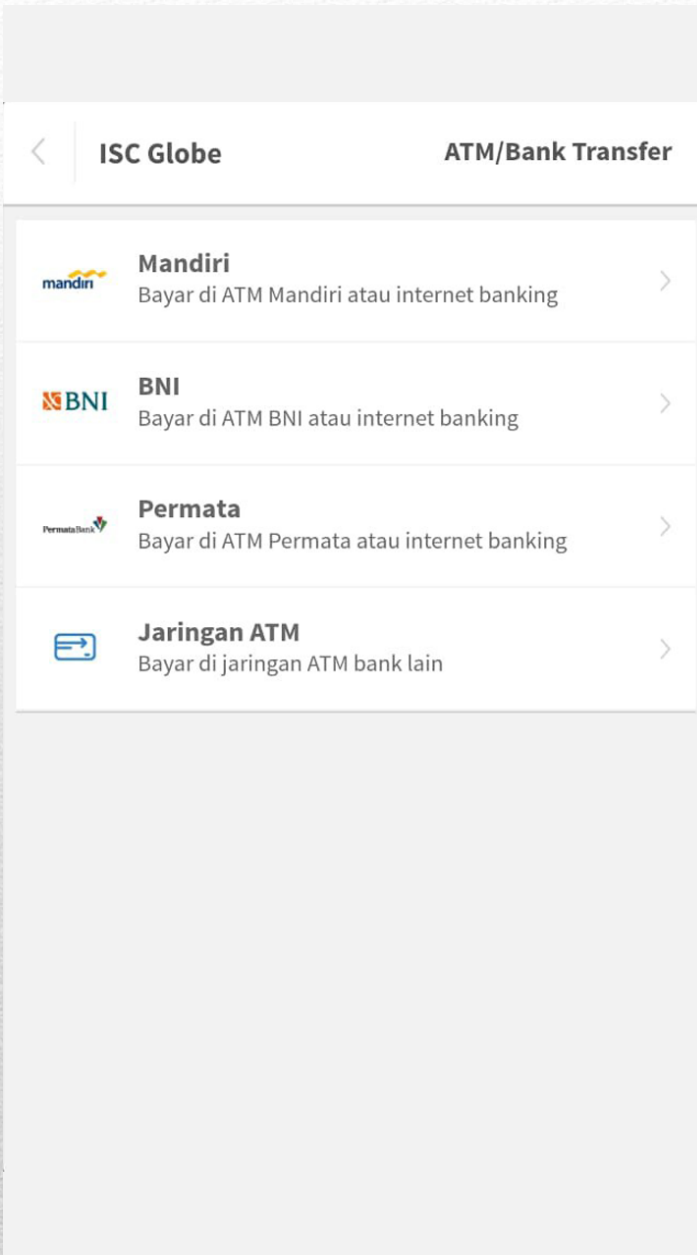 ISC Globe
ATM/Bank Transfer
mandiri
Mandiri
Bayar di ATM Mandiri atau internet banking
BNI
BNI
Bayar di ATM BNI atau internet banking
PermataBank
Permata
Bayar di ATM Permata atau internet banking
Jaringan ATM
Bayar di jaringan ATM bank lain